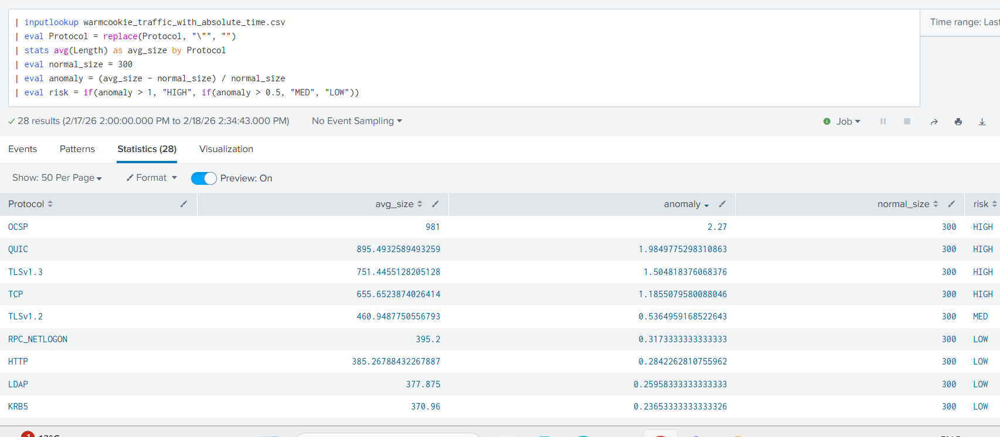 | inputlookup warmcookie_traffic_with_absolute_time.csv
| eval Protocol = replace(Protocol, "\"", "")
| stats avg(Length) as avg_size by Protocol
| eval normal_size = 300
| eval anomaly = (avg_size - normal_size) / normal_size
| eval risk = if(anomaly > 1, "HIGH", if(anomaly > 0.5, "MED", "LOW"))
Time range: Last
28 results (2/17/26 2:00:00.000 PM to 2/18/26 2:34:43.000 PM) No Event Sampling Job
Events Patterns Statistics (28) Visualization
Show: 50 Per Page Format Preview: On
Protocol avg_size anomaly normal_size risk
OCSP 981 2.27 300 HIGH
QUIC 895.4932589493259 1.9849775298310863 300 HIGH
TLSv1.3 751.4455128205128 1.504818376068376 300 HIGH
TCP 655.6523874026414 1.1855079580088046 300 HIGH
TLSv1.2 460.9487750556793 0.5364959168522643 300 MED
RPC_NETLOGON 395.2 0.3173333333333333 300 LOW
HTTP 385.26788432267887 0.2842262810755962 300 LOW
LDAP 377.875 0.25958333333333333 300 LOW
KRB5 370.96 0.23653333333333326 300 LOW